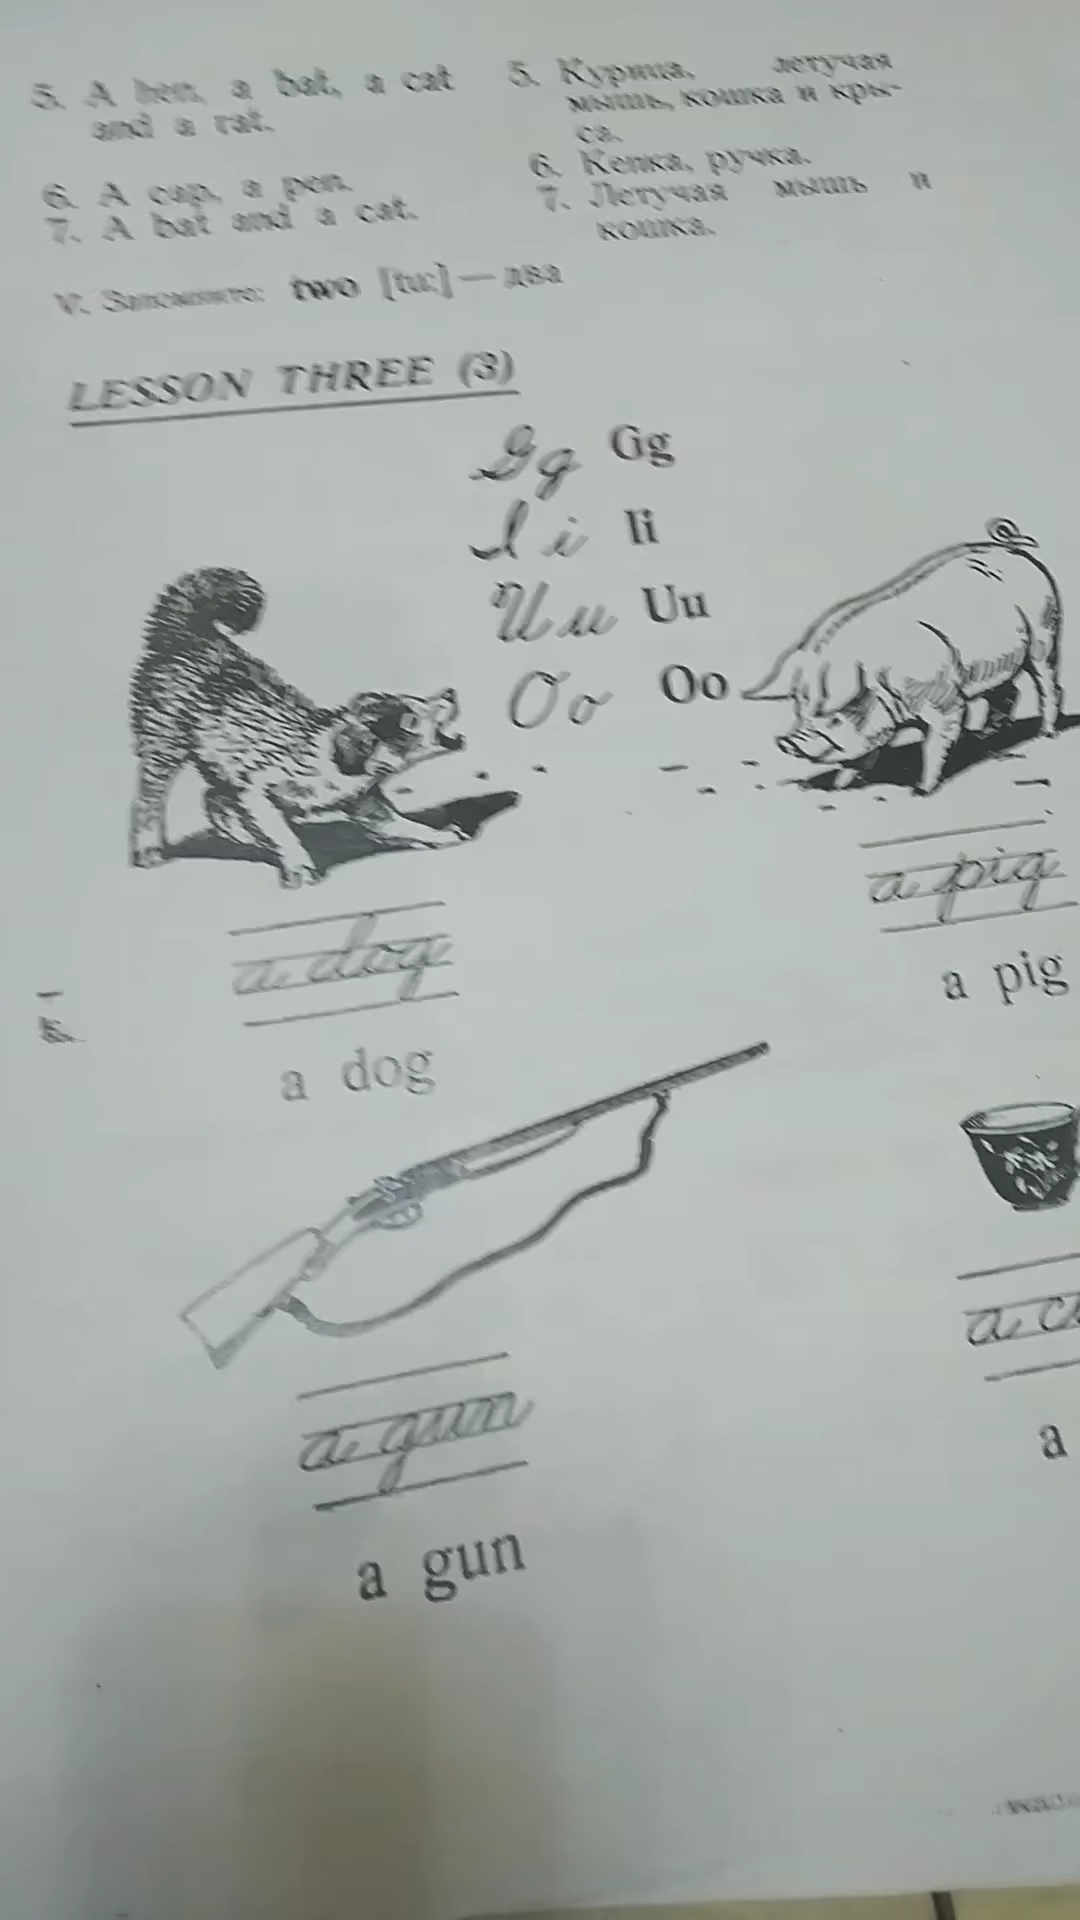 5. A hen, a bat, a cat
and a rat.
6. A cap, a pen.
7. A bat and a cat.
5. Курица, летучая
мышь, кошка и кры-
са.
6. Кепка, ручка.
7. Летучая мышь и
кошка.
V. Запомните: two [tu:] — два
LESSON THREE (3)
Gg Gg
Ii Ii
Uu Uu
Oo Oo
a dog
a pig
a dog
a pig
a gun
a c
a gun
a